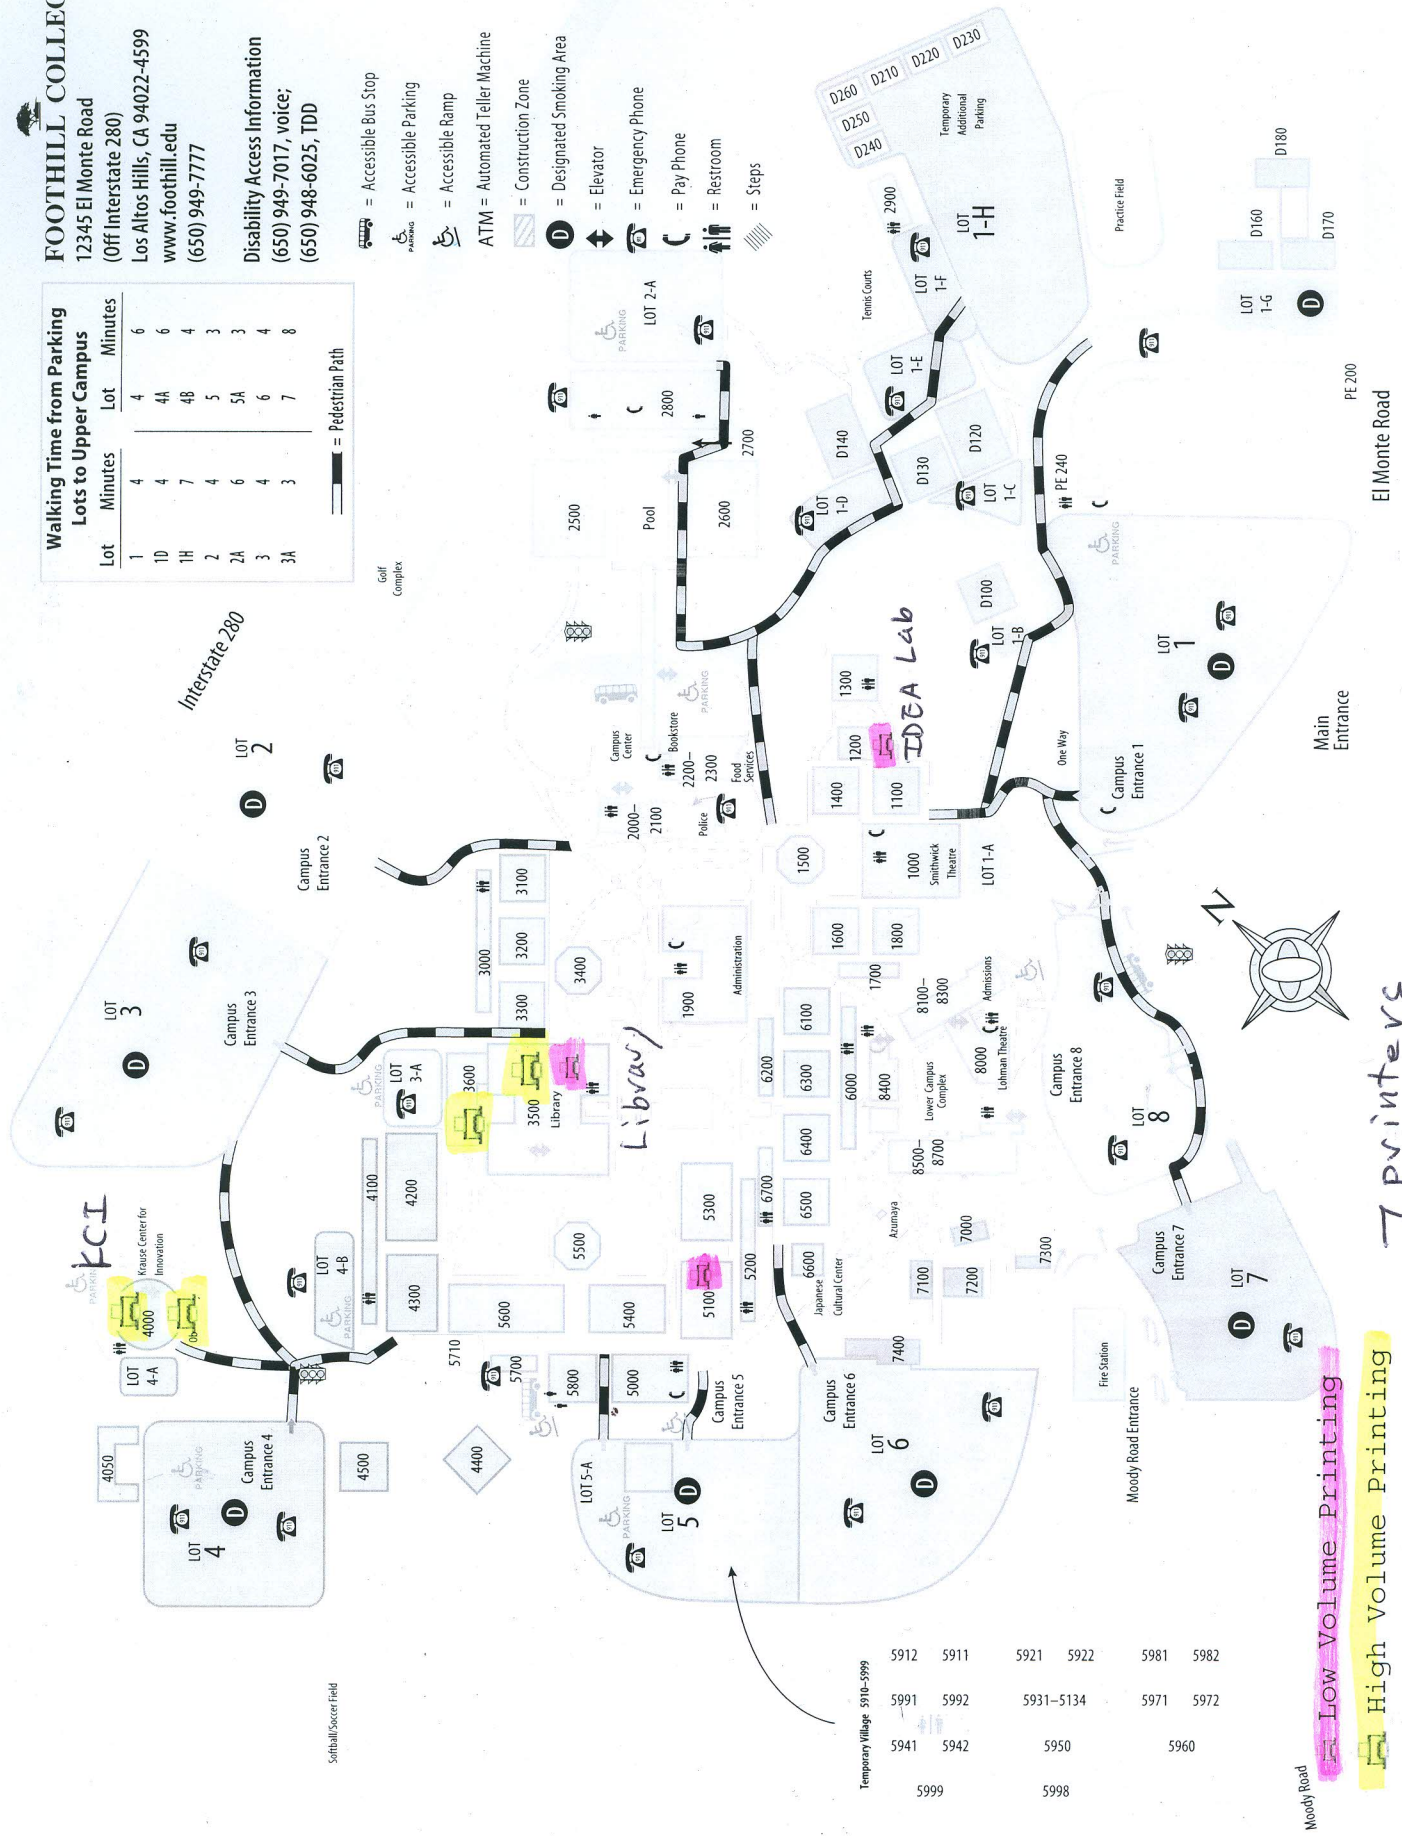 FOOTHILL COLLEG
12345 El Monte Road
(Off Interstate 280)
Los Altos Hills, CA 94022-4599
www.foothill.edu
(650) 949-7777
Disability Access Information
(650) 949-7017, voice;
(650) 948-6025, TDD
Walking Time from Parking
Lots to Upper Campus
Lot Minutes Lot Minutes
1 4 4 6
1D 4 4A 6
1H 7 4B 4
2 4 5 3
2A 6 5A 3
3 4 6 4
3A 3 7 8
= Pedestrian Path
= Accessible Bus Stop
PARKING = Accessible Parking
= Accessible Ramp
ATM = Automated Teller Machine
= Construction Zone
D = Designated Smoking Area
= Elevator
= Emergency Phone
= Pay Phone
= Restroom
= Steps
Interstate 280
Golf
Complex
LOT
2
D
Campus
Entrance 2
LOT
3
D
Campus
Entrance 3
KCI
Krause Center for
Innovation
PARKING
4000
LOT
4-A
4050
LOT
4
D
PARKING
Campus
Entrance 4
4500
4400
LOT
4-B
PARKING
4100
4200
4300
LOT
3-A
PARKING
3600
3500
Library
Library
3000
3100
3200
3300
3400
5500
5600
5710
5700
5800
5000
5400
5300
5100
5200
Campus
Entrance 5
LOT 5-A
PARKING
LOT
5
D
1900
Administration
2000–
2100
Campus
Center
Bookstore
2200–
2300
Food
Services
Police
PARKING
2500
Pool
2600
2700
2800
LOT 2-A
PARKING
D260
D250
D240
D210
D220
D230
Temporary
Additional
Parking
2900
LOT
1-H
LOT
1-F
Tennis Courts
LOT
1-E
D140
D130
D120
LOT
1-D
LOT
1-C
D100
LOT
1-B
PE 240
PARKING
Practice Field
D180
D160
D170
LOT
1-G
D
PE 200
El Monte Road
LOT
1
D
Main
Entrance
One Way
Campus
Entrance 1
1300
1200
IDEA Lab
1400
1100
1500
1000
Smithwick
Theatre
LOT 1-A
1600
1800
1700
8100–
8300
Admissions
8000
Lohman Theatre
Lower Campus
Complex
8400
8500–
8700
6100
6200
6300
6000
6400
6500
6700
6600
Japanese
Cultural Center
Azumaya
7000
7100
7200
7300
7400
Campus
Entrance 8
LOT
8
Campus
Entrance 7
LOT
7
D
Campus
Entrance 6
LOT
6
D
Fire Station
Moody Road Entrance
N
Softball/Soccer Field
Temporary Village 5910–5999
5912 5911 5921 5922 5981 5982
5991 5992 5931–5134 5971 5972
5941 5942 5950 5960
5999 5998
Moody Road
7 printers
Low Volume Printing
High Volume Printing